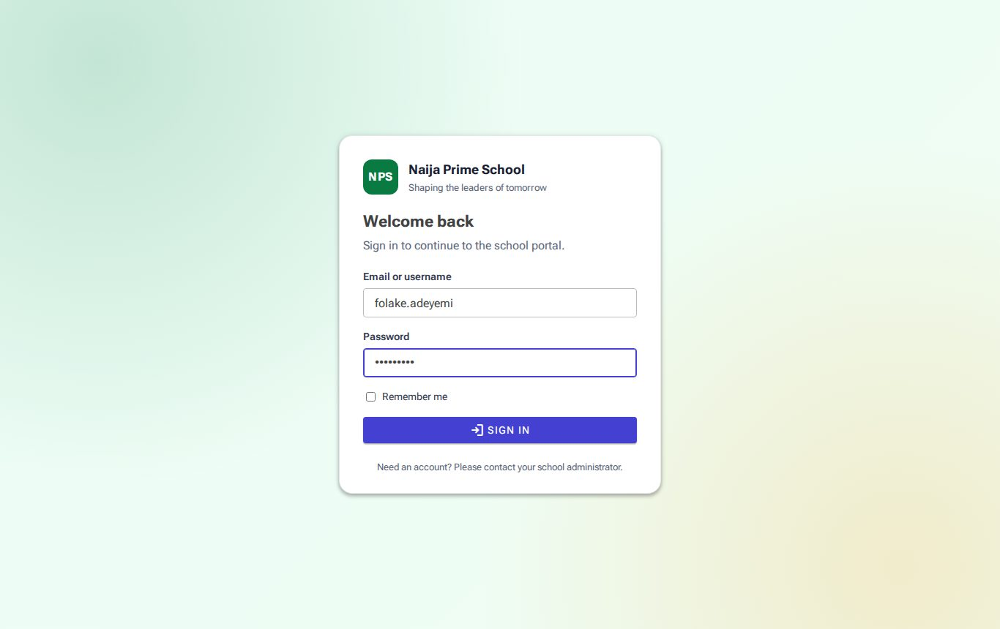 NPS
Naija Prime School
Shaping the leaders of tomorrow
Welcome back
Sign in to continue to the school portal.
Email or username
folake.adeyemi
Password
•••••••••
Remember me
SIGN IN
Need an account? Please contact your school administrator.